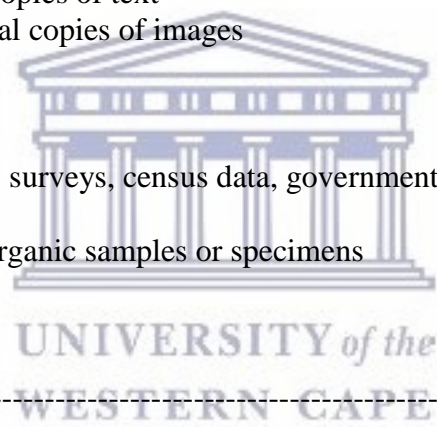 opies of text
al copies of images
surveys, census data, government
rganic samples or specimens
UNIVERSITY of the
WESTERN CAPE